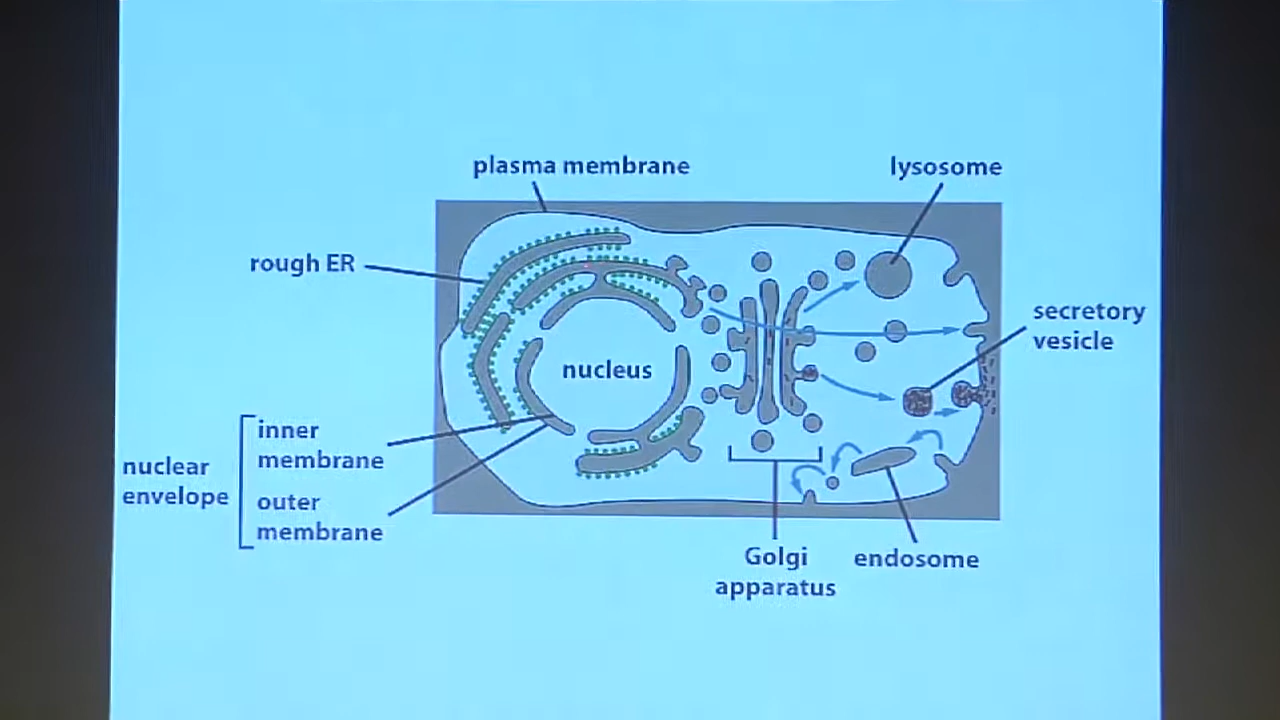 plasma membrane
lysosome
rough ER
secretory
vesicle
nucleus
inner
membrane
nuclear
envelope
outer
membrane
Golgi
apparatus
endosome